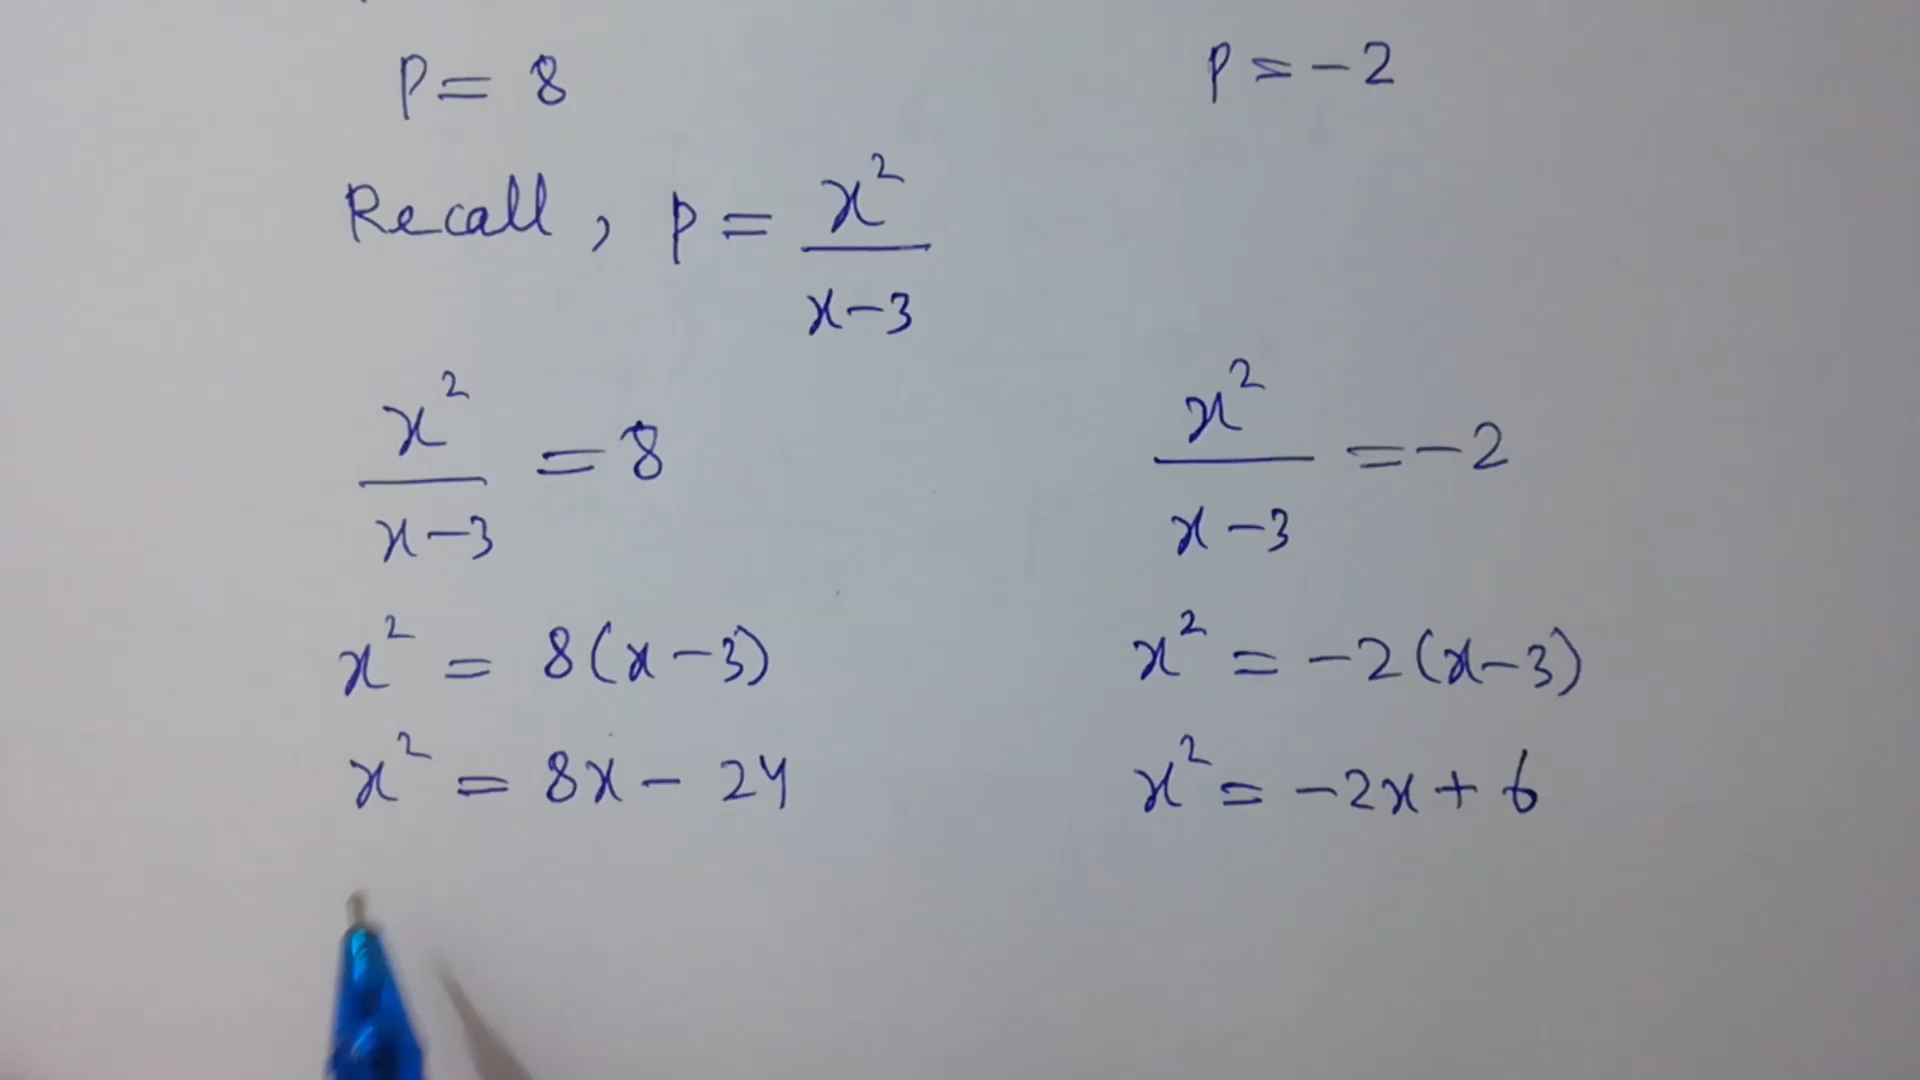 P = 8
P = -2
Recall, P = x²/(x-3)
x²/(x-3) = 8
x²/(x-3) = -2
x² = 8(x-3)
x² = -2(x-3)
x² = 8x - 24
x² = -2x + 6